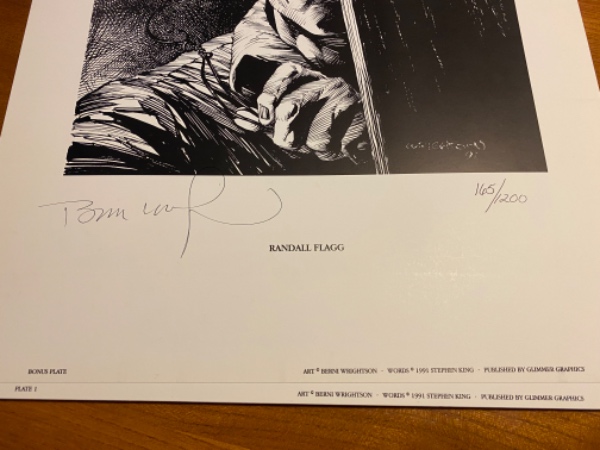 165/1200
RANDALL FLAGG
BONUS PLATE ART © BERNI WRIGHTSON · WORDS © 1991 STEPHEN KING · PUBLISHED BY GLIMMER GRAPHICS
PLATE 1 ART © BERNI WRIGHTSON · WORDS © 1991 STEPHEN KING · PUBLISHED BY GLIMMER GRAPHICS